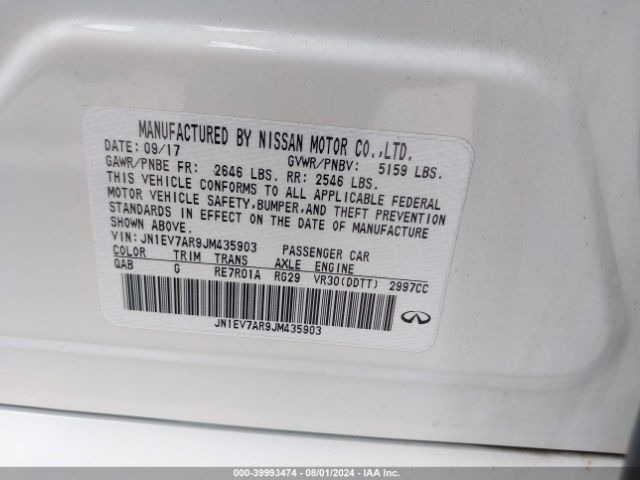 MANUFACTURED BY NISSAN MOTOR CO.,LTD.
DATE: 09/17 GVWR/PNBV: 5159 LBS.
GAWR/PNBE FR: 2646 LBS. RR: 2546 LBS.
THIS VEHICLE CONFORMS TO ALL APPLICABLE FEDERAL
MOTOR VEHICLE SAFETY,BUMPER,AND THEFT PREVENTION
STANDARDS IN EFFECT ON THE DATE OF MANUFACTURE
SHOWN ABOVE.
VIN: JN1EV7AR9JM435903 PASSENGER CAR
COLOR TRIM TRANS AXLE ENGINE
QAB G RE7R01A RG29 VR30(DDTT) 2997CC
JN1EV7AR9JM435903
000-39993474 - 08/01/2024 - IAA Inc.